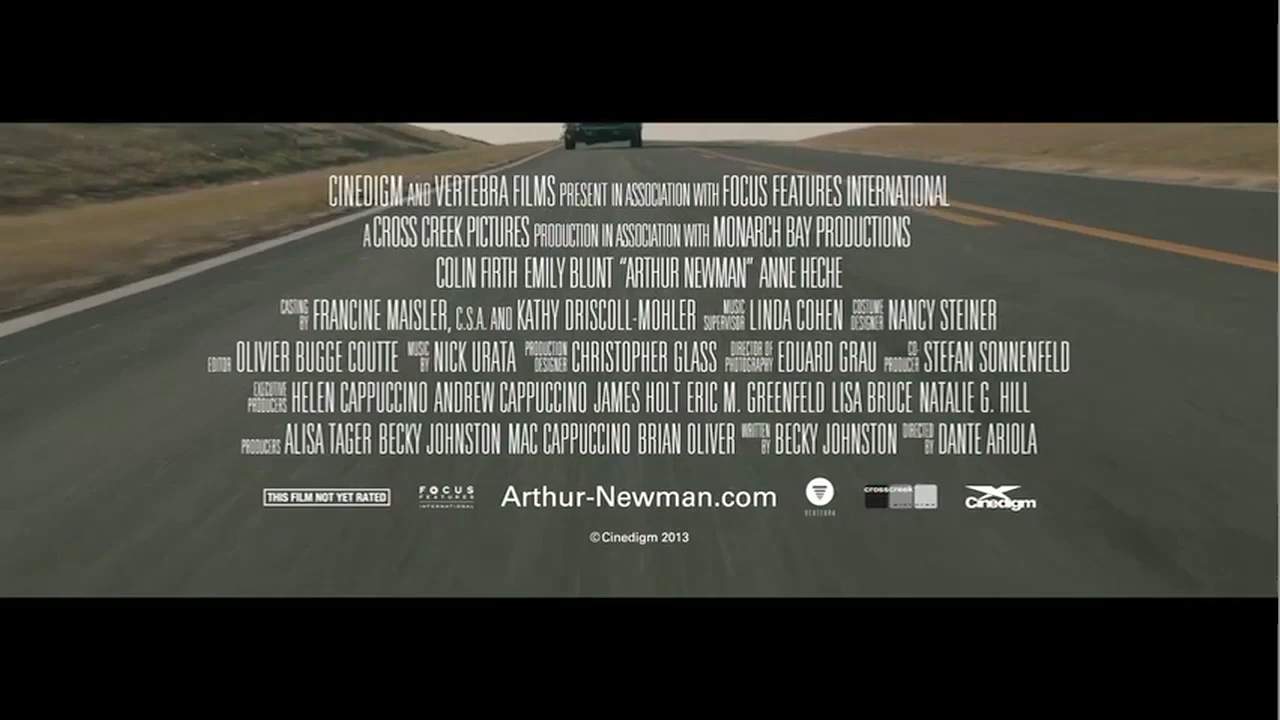 CINEDIGM AND VERTEBRA FILMS PRESENT IN ASSOCIATION WITH FOCUS FEATURES INTERNATIONAL
A CROSS CREEK PICTURES PRODUCTION IN ASSOCIATION WITH MONARCH BAY PRODUCTIONS
COLIN FIRTH EMILY BLUNT “ARTHUR NEWMAN” ANNE HECHE
CASTING BY FRANCINE MAISLER, C.S.A. AND KATHY DRISCOLL-MOHLER MUSIC SUPERVISOR LINDA COHEN COSTUME DESIGNER NANCY STEINER
EDITOR OLIVIER BUGGE COUTTE MUSIC BY NICK URATA PRODUCTION DESIGNER CHRISTOPHER GLASS DIRECTOR OF PHOTOGRAPHY EDUARD GRAU CO-PRODUCER STEFAN SONNENFELD
EXECUTIVE PRODUCERS HELEN CAPPUCCINO ANDREW CAPPUCCINO JAMES HOLT ERIC M. GREENFELD LISA BRUCE NATALIE G. HILL
PRODUCERS ALISA TAGER BECKY JOHNSTON MAC CAPPUCCINO BRIAN OLIVER WRITTEN BY BECKY JOHNSTON DIRECTED BY DANTE ARIOLA
THIS FILM NOT YET RATED FOCUS FEATURES INTERNATIONAL Arthur-Newman.com VERTEBRA crosscreek Cinedigm
©Cinedigm 2013